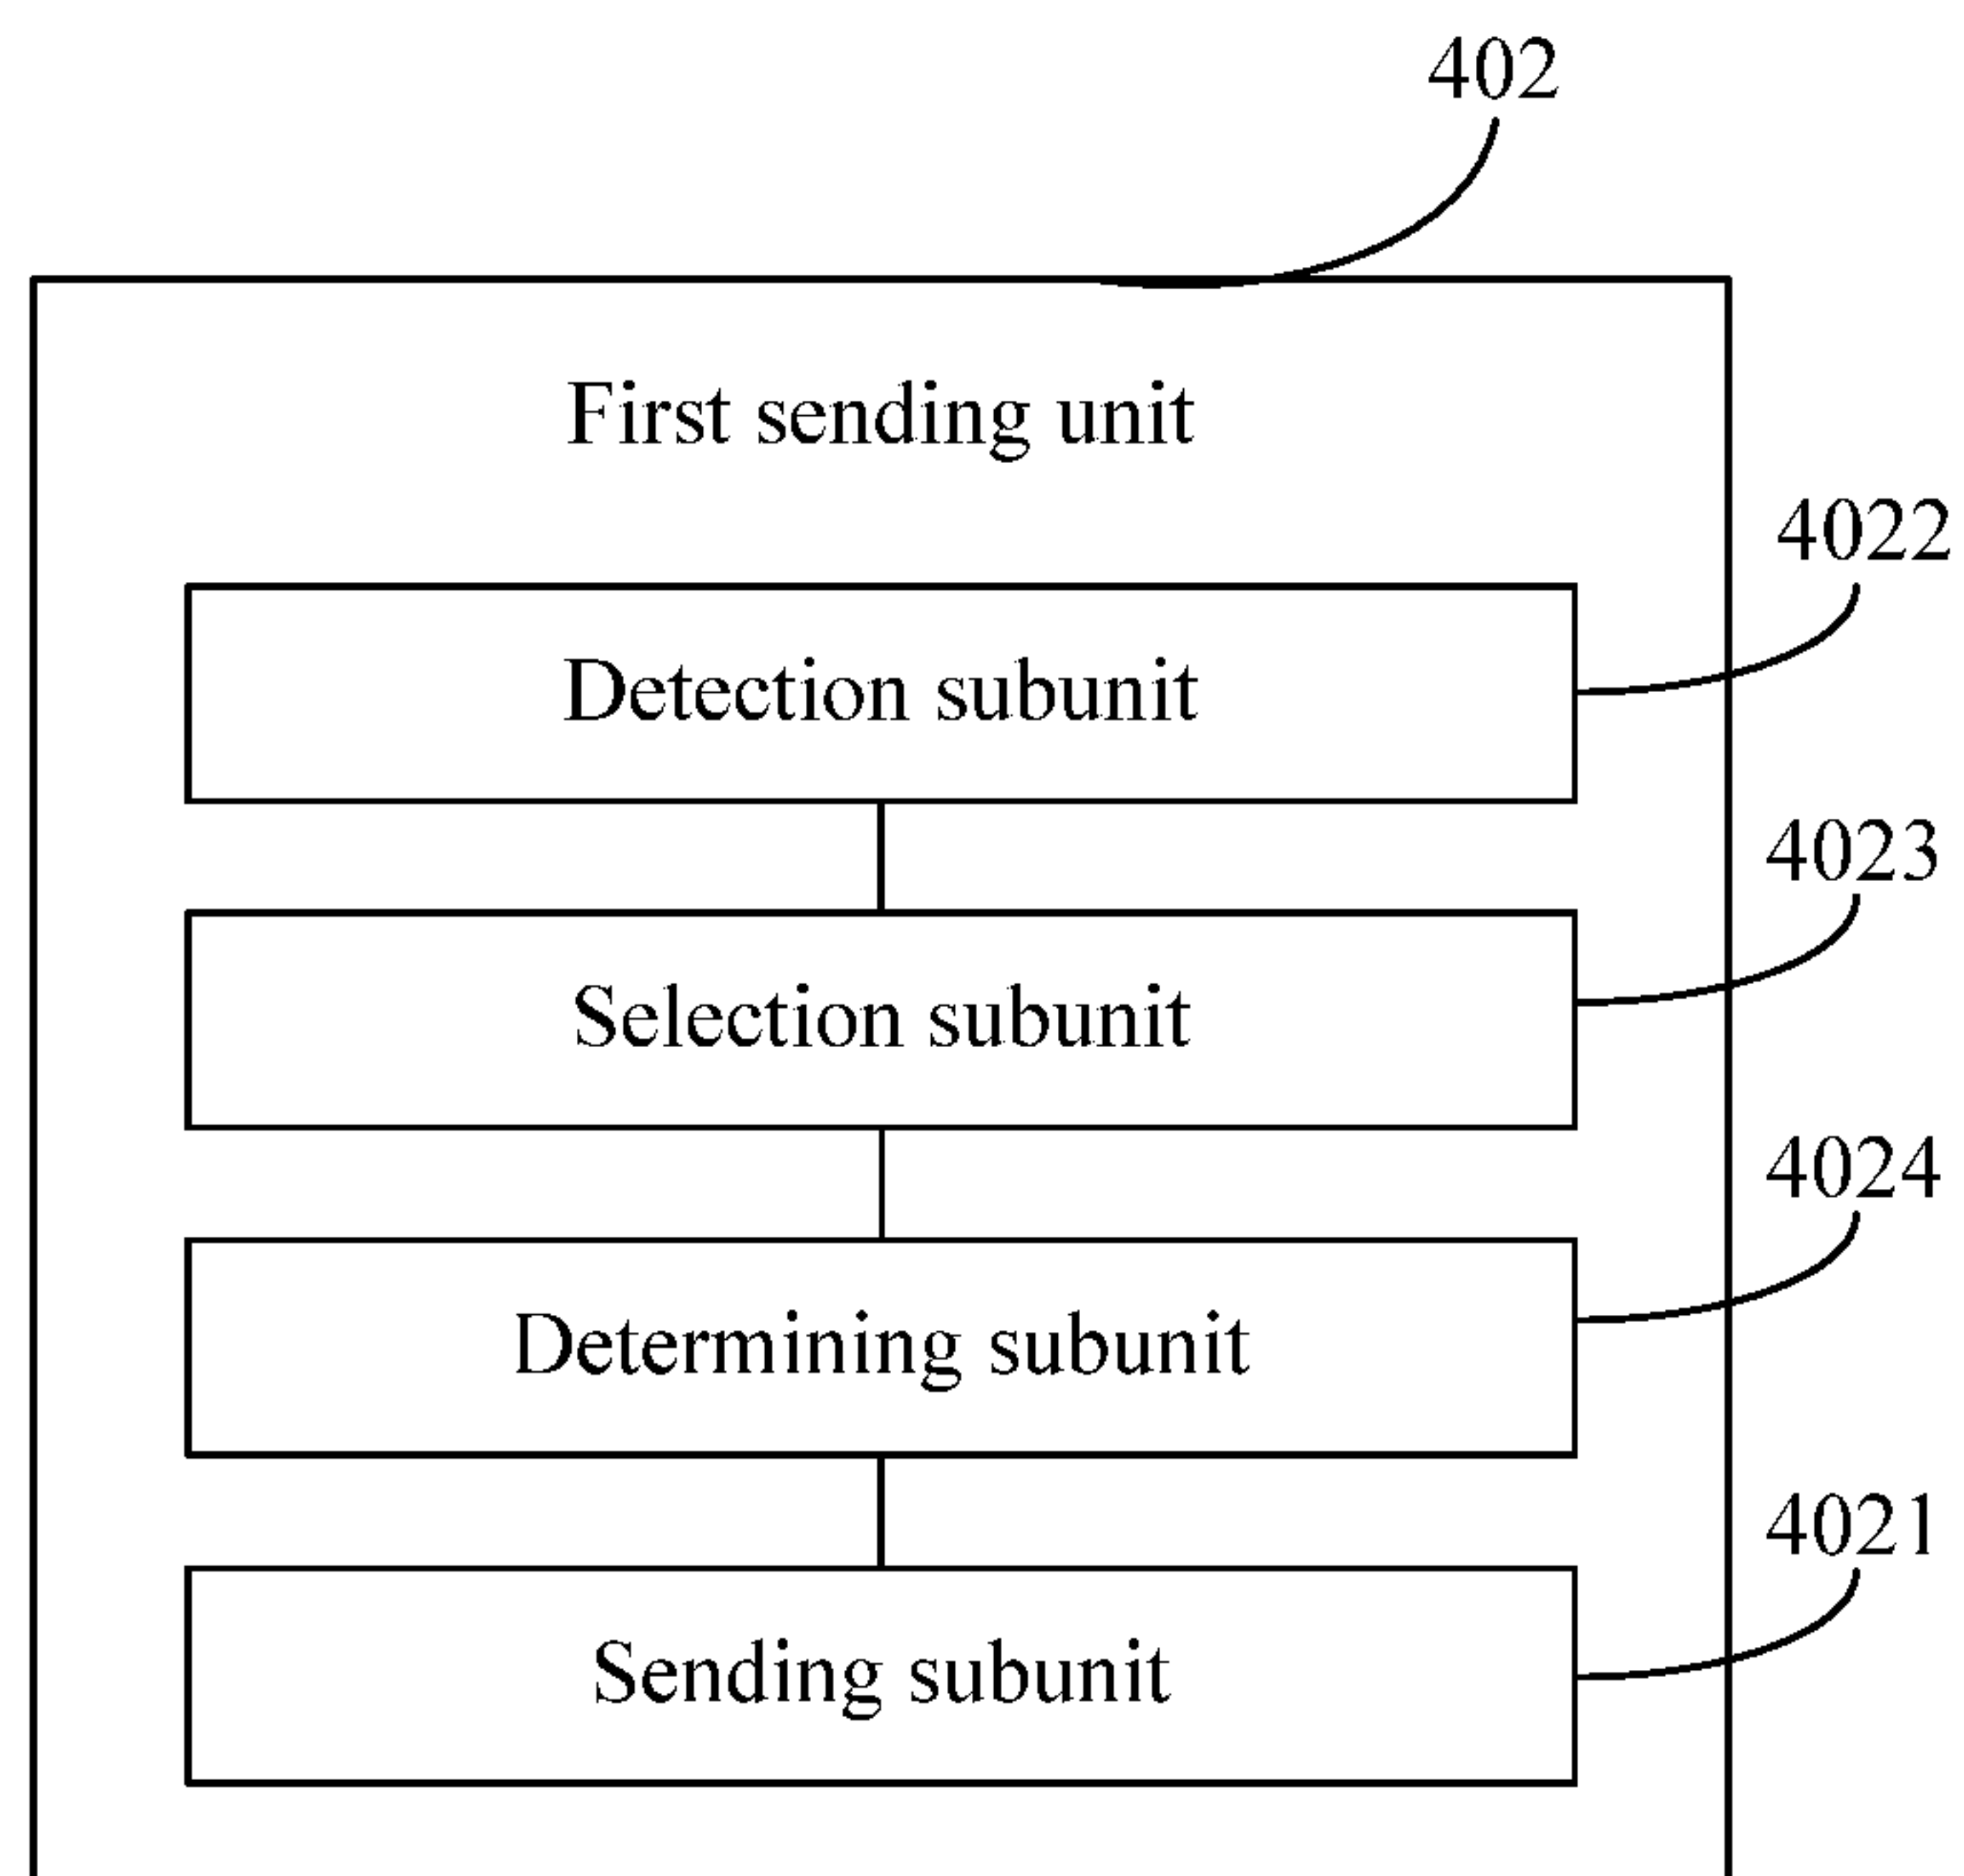 402
First sending unit
4022
Detection subunit
4023
Selection subunit
4024
Determining subunit
4021
Sending subunit